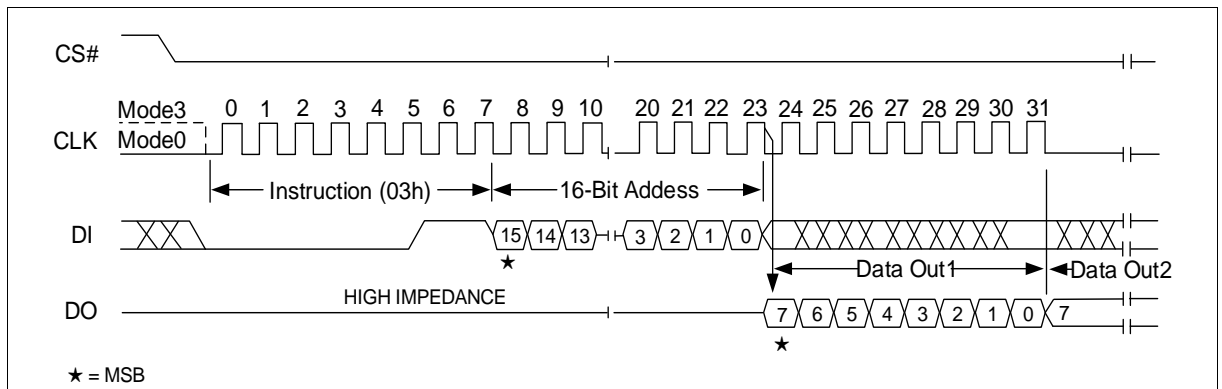 CS#
Mode3 0 1 2 3 4 5 6 7 8 9 10 20 21 22 23 24 25 26 27 28 29 30 31
CLK Mode0
Instruction (03h) 16-Bit Addess
DI 15 14 13 3 2 1 0
★ Data Out1 Data Out2
HIGH IMPEDANCE
DO 7 6 5 4 3 2 1 0 7
★
★ = MSB